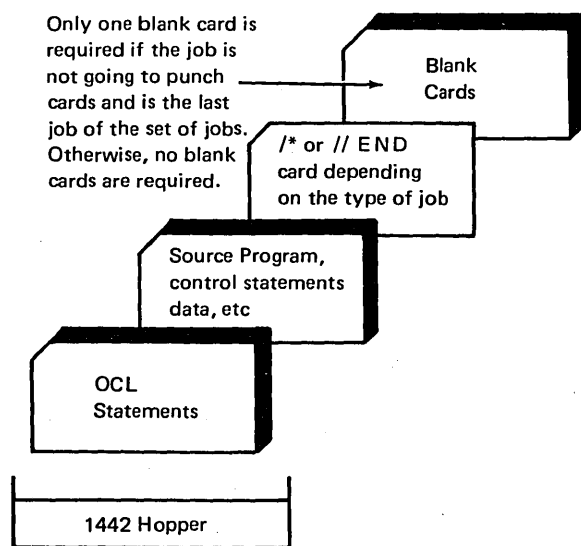 Only one blank card is
required if the job is
not going to punch
cards and is the last
job of the set of jobs.
Otherwise, no blank
cards are required.
Blank
Cards
/* or // END
card depending
on the type of job
Source Program,
control statements
data, etc
OCL
Statements
1442 Hopper